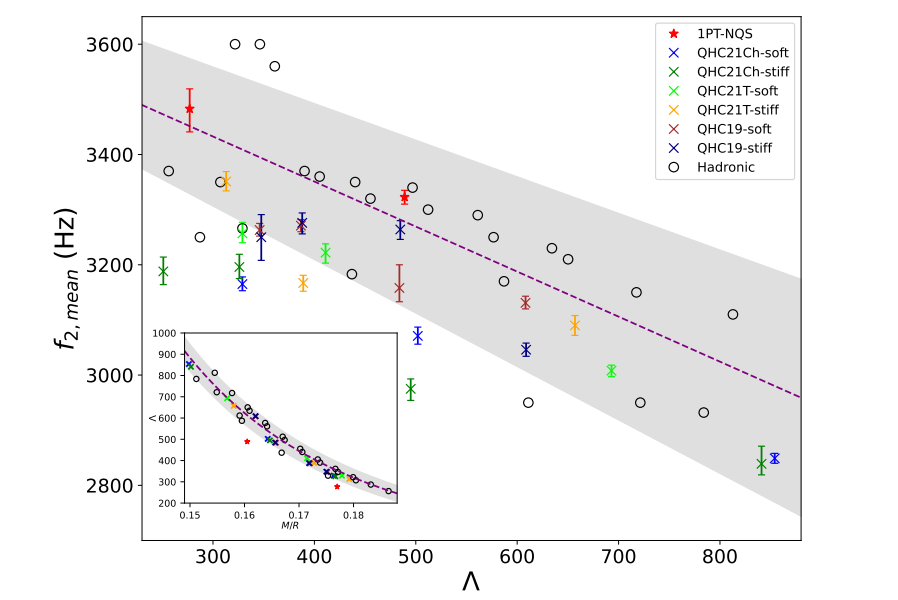 1PT-NQS
QHC21Ch-soft
QHC21Ch-stiff
QHC21T-soft
QHC21T-stiff
QHC19-soft
QHC19-stiff
Hadronic
f2,mean (Hz)
3600
3400
3200
3000
2800
300 400 500 600 700 800
Λ
1000
900
800
700
600
500
400
300
200
Λ
0.15 0.16 0.17 0.18
M/R